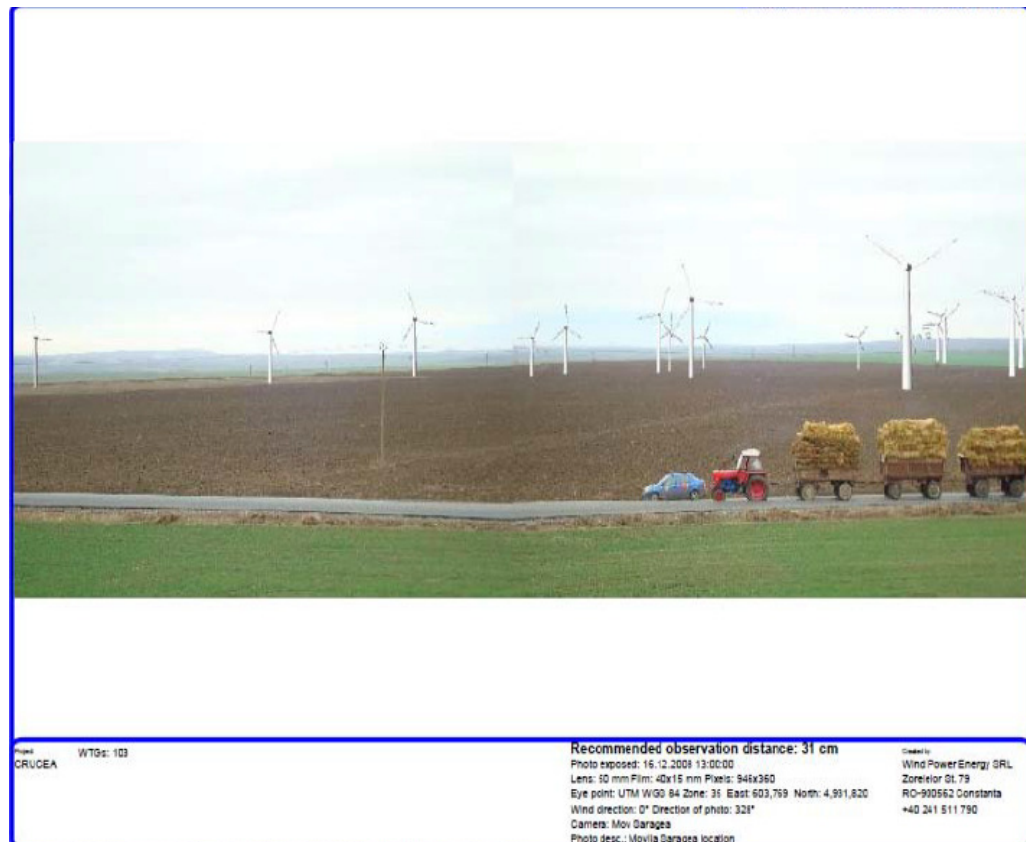 Project
CRUCEA
WTGs: 103
Recommended observation distance: 31 cm
Photo exposed: 16.12.2008 13:00:00
Lens: 50 mm Film: 40x15 mm Pixels: 946x360
Eye point: UTM WGS 84 Zone: 35 East: 603,769 North: 4,931,820
Wind direction: 0° Direction of photo: 328°
Camera: Mov Saragea
Photo desc.: Movila Saragea location
Created by
Wind Power Energy SRL
Zorelelor St. 79
RO-900562 Constanta
+40 241 511 790